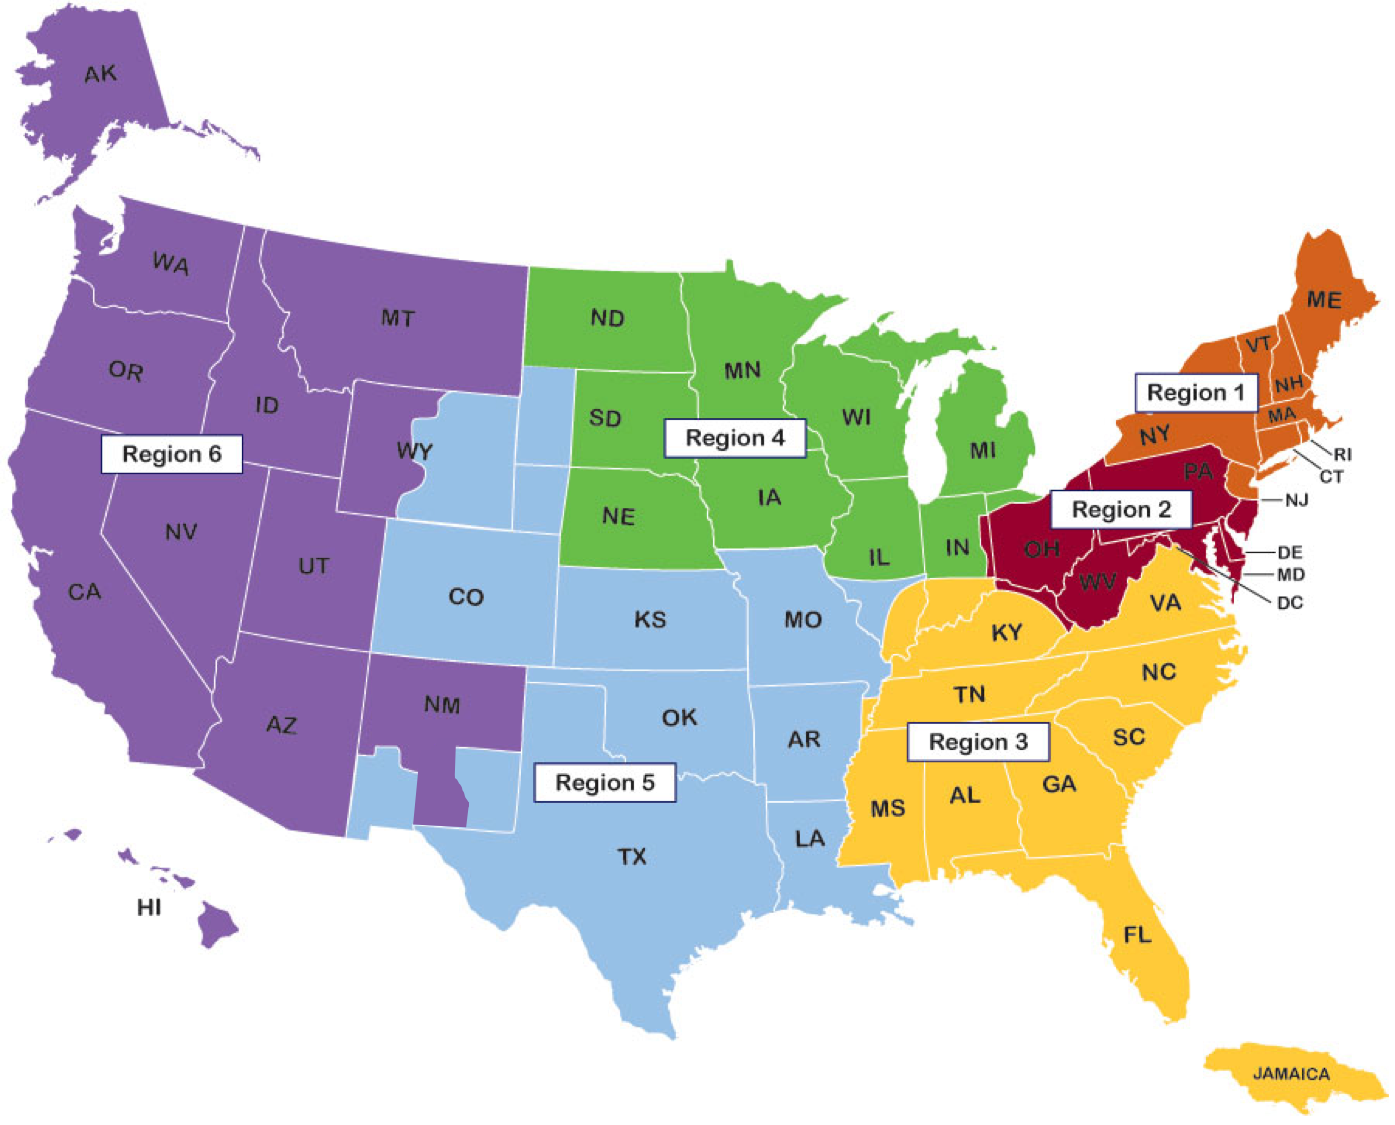 AK
WA
MT
ND
ME
OR
MN
VT
ID
NH
Region 1
SD
WI
MA
Region 4
NY
WY
MI
Region 6
RI
PA
CT
IA
NJ
Region 2
NE
NV
IN
OH
DE
IL
UT
MD
WV
CA
CO
VA
DC
KS
MO
KY
NC
TN
NM
OK
AZ
AR
SC
Region 3
Region 5
GA
AL
MS
LA
TX
HI
FL
JAMAICA